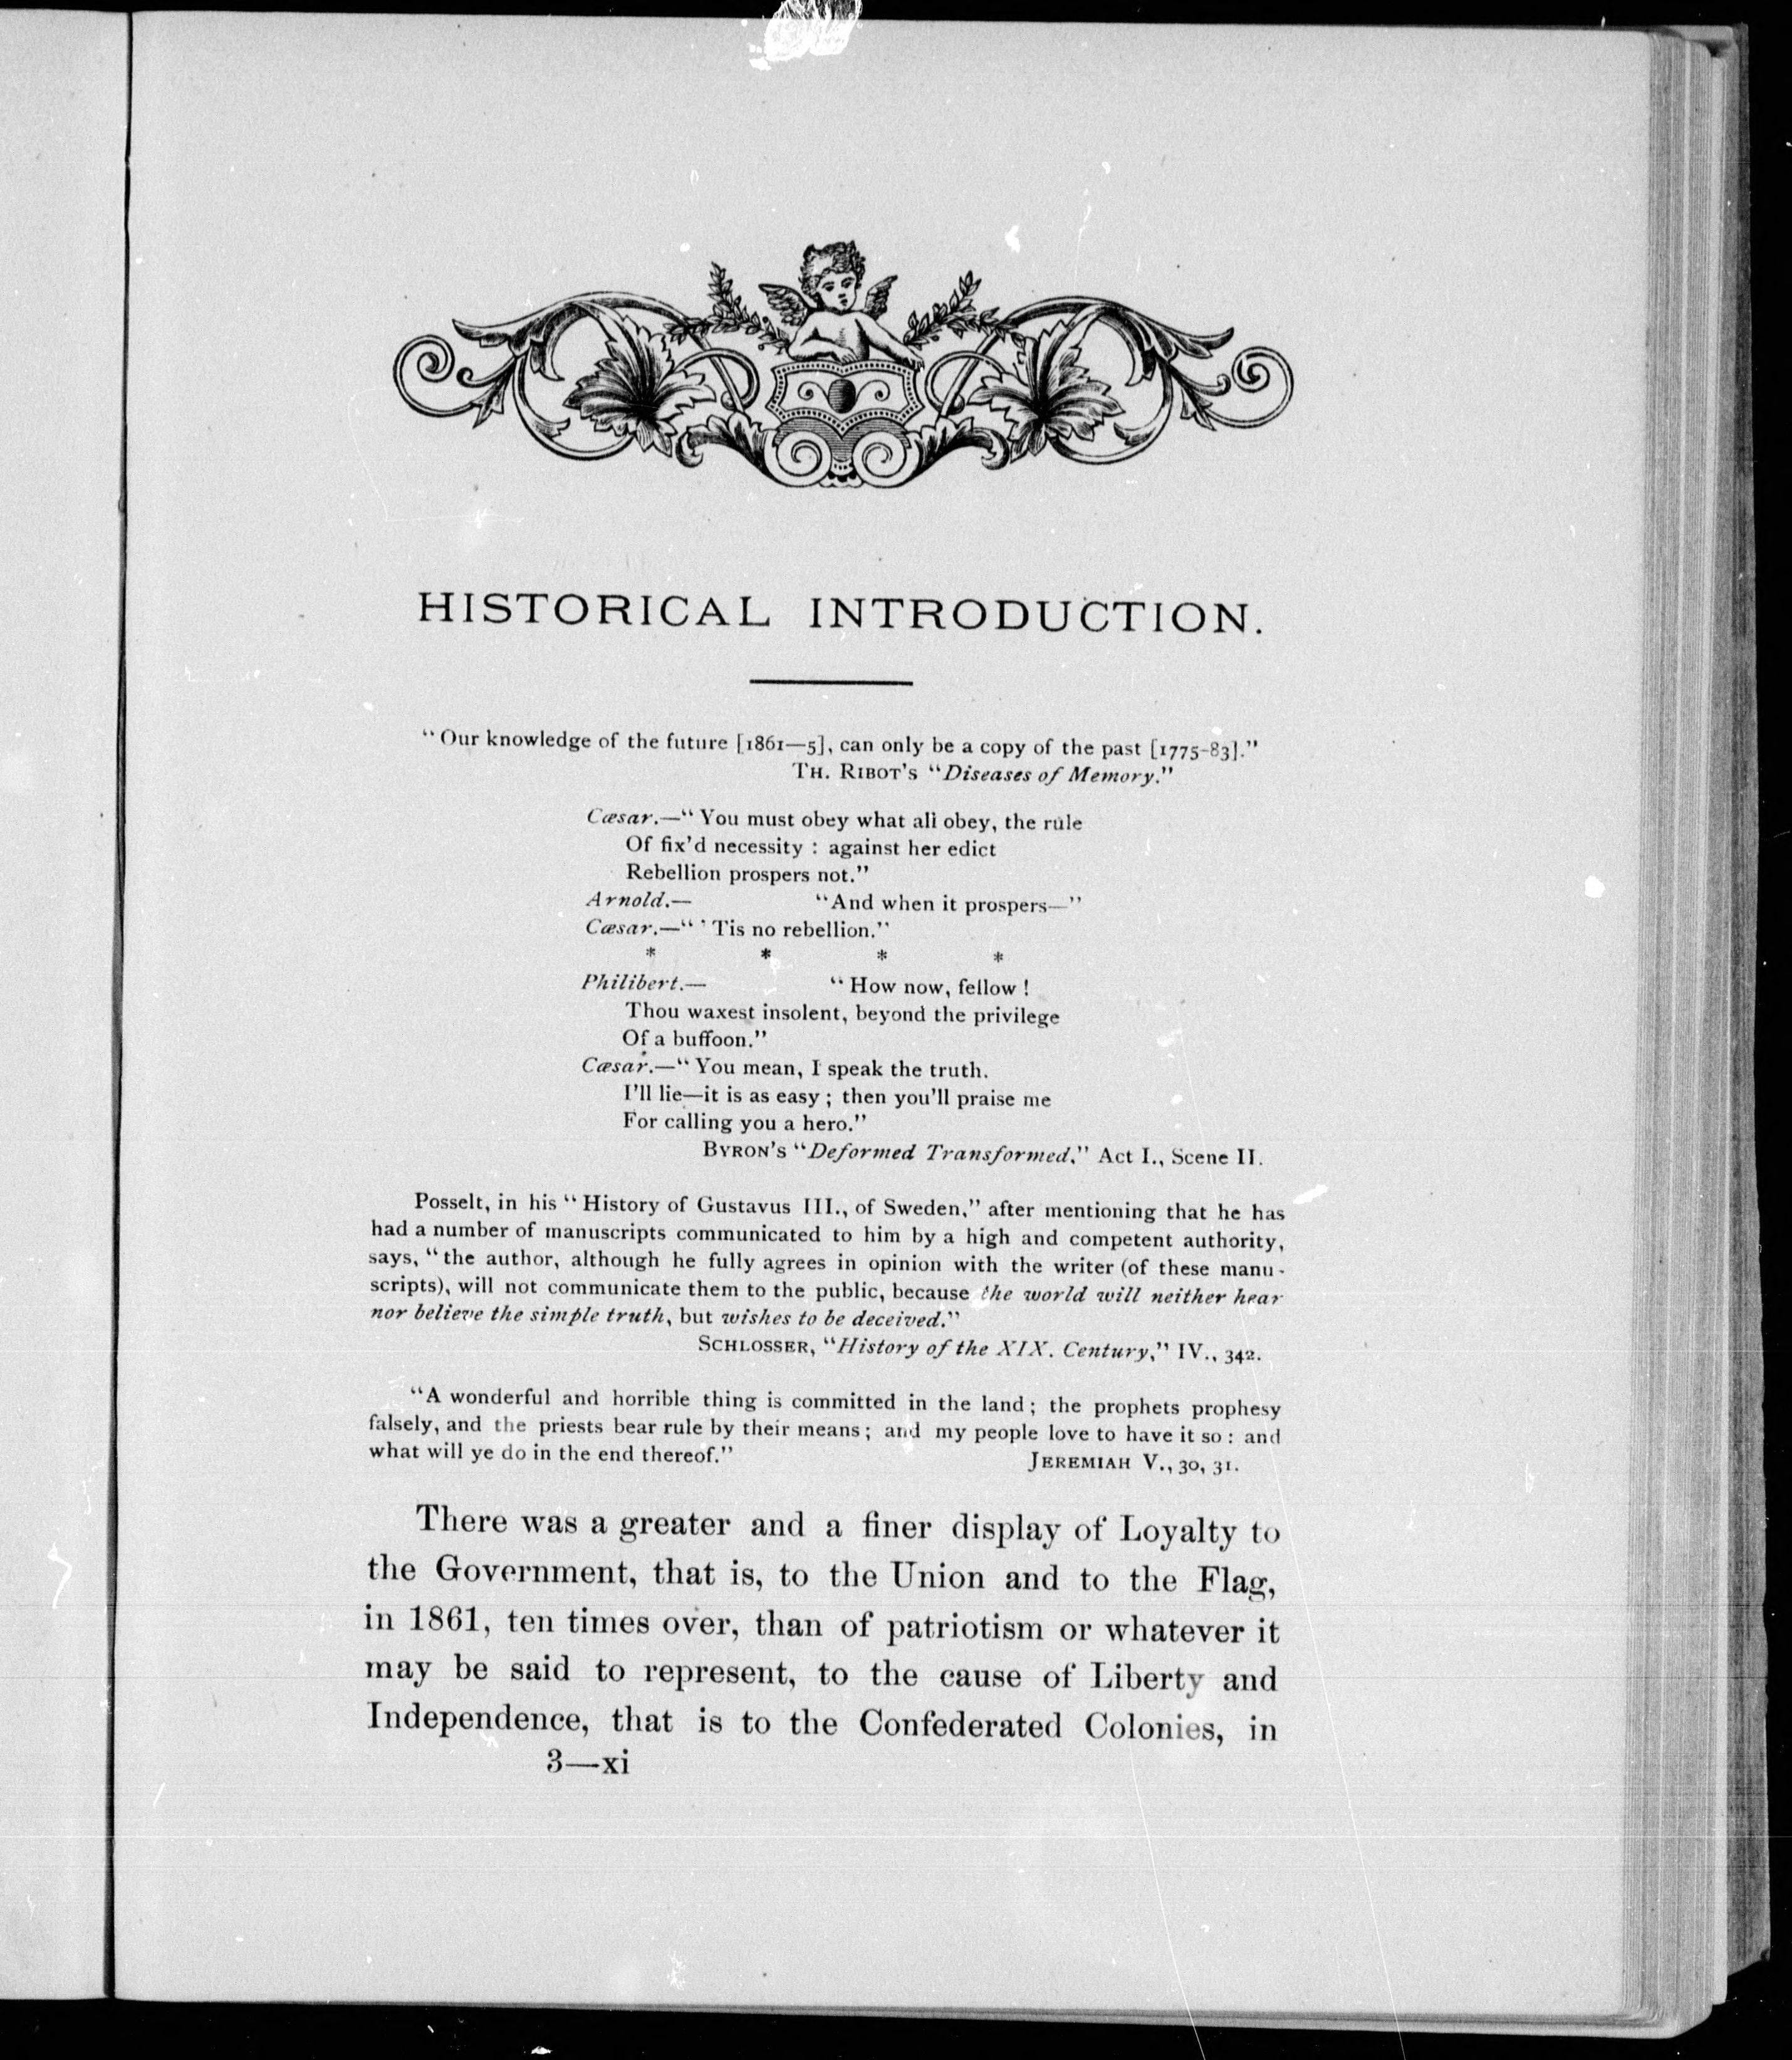 HISTORICAL INTRODUCTION.
“Our knowledge of the future [1861—5], can only be a copy of the past [1775-83].”
TH. RIBOT'S “Diseases of Memory.”
Cæsar.—“You must obey what all obey, the rule
Of fix'd necessity : against her edict
Rebellion prospers not.”
Arnold.— “And when it prospers—”
Cæsar.—“'Tis no rebellion.”
* * * *
Philibert.— “How now, fellow !
Thou waxest insolent, beyond the privilege
Of a buffoon.”
Cæsar.—“You mean, I speak the truth.
I'll lie—it is as easy ; then you'll praise me
For calling you a hero.”
BYRON'S “Deformed Transformed,” Act I., Scene II.
Posselt, in his “History of Gustavus III., of Sweden,” after mentioning that he has
had a number of manuscripts communicated to him by a high and competent authority,
says, “the author, although he fully agrees in opinion with the writer (of these manu-
scripts), will not communicate them to the public, because the world will neither hear
nor believe the simple truth, but wishes to be deceived.”
SCHLOSSER, “History of the XIX. Century,” IV., 342.
“A wonderful and horrible thing is committed in the land ; the prophets prophesy
falsely, and the priests bear rule by their means ; and my people love to have it so : and
what will ye do in the end thereof.” JEREMIAH V., 30, 31.
There was a greater and a finer display of Loyalty to
the Government, that is, to the Union and to the Flag,
in 1861, ten times over, than of patriotism or whatever it
may be said to represent, to the cause of Liberty and
Independence, that is to the Confederated Colonies, in
3—xi